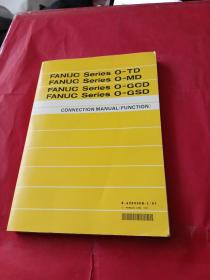 FANUC Series 0-TD
FANUC Series 0-MD
FANUC Series 0-GCD
FANUC Series 0-GSD
CONNECTION MANUAL (FUNCTION)